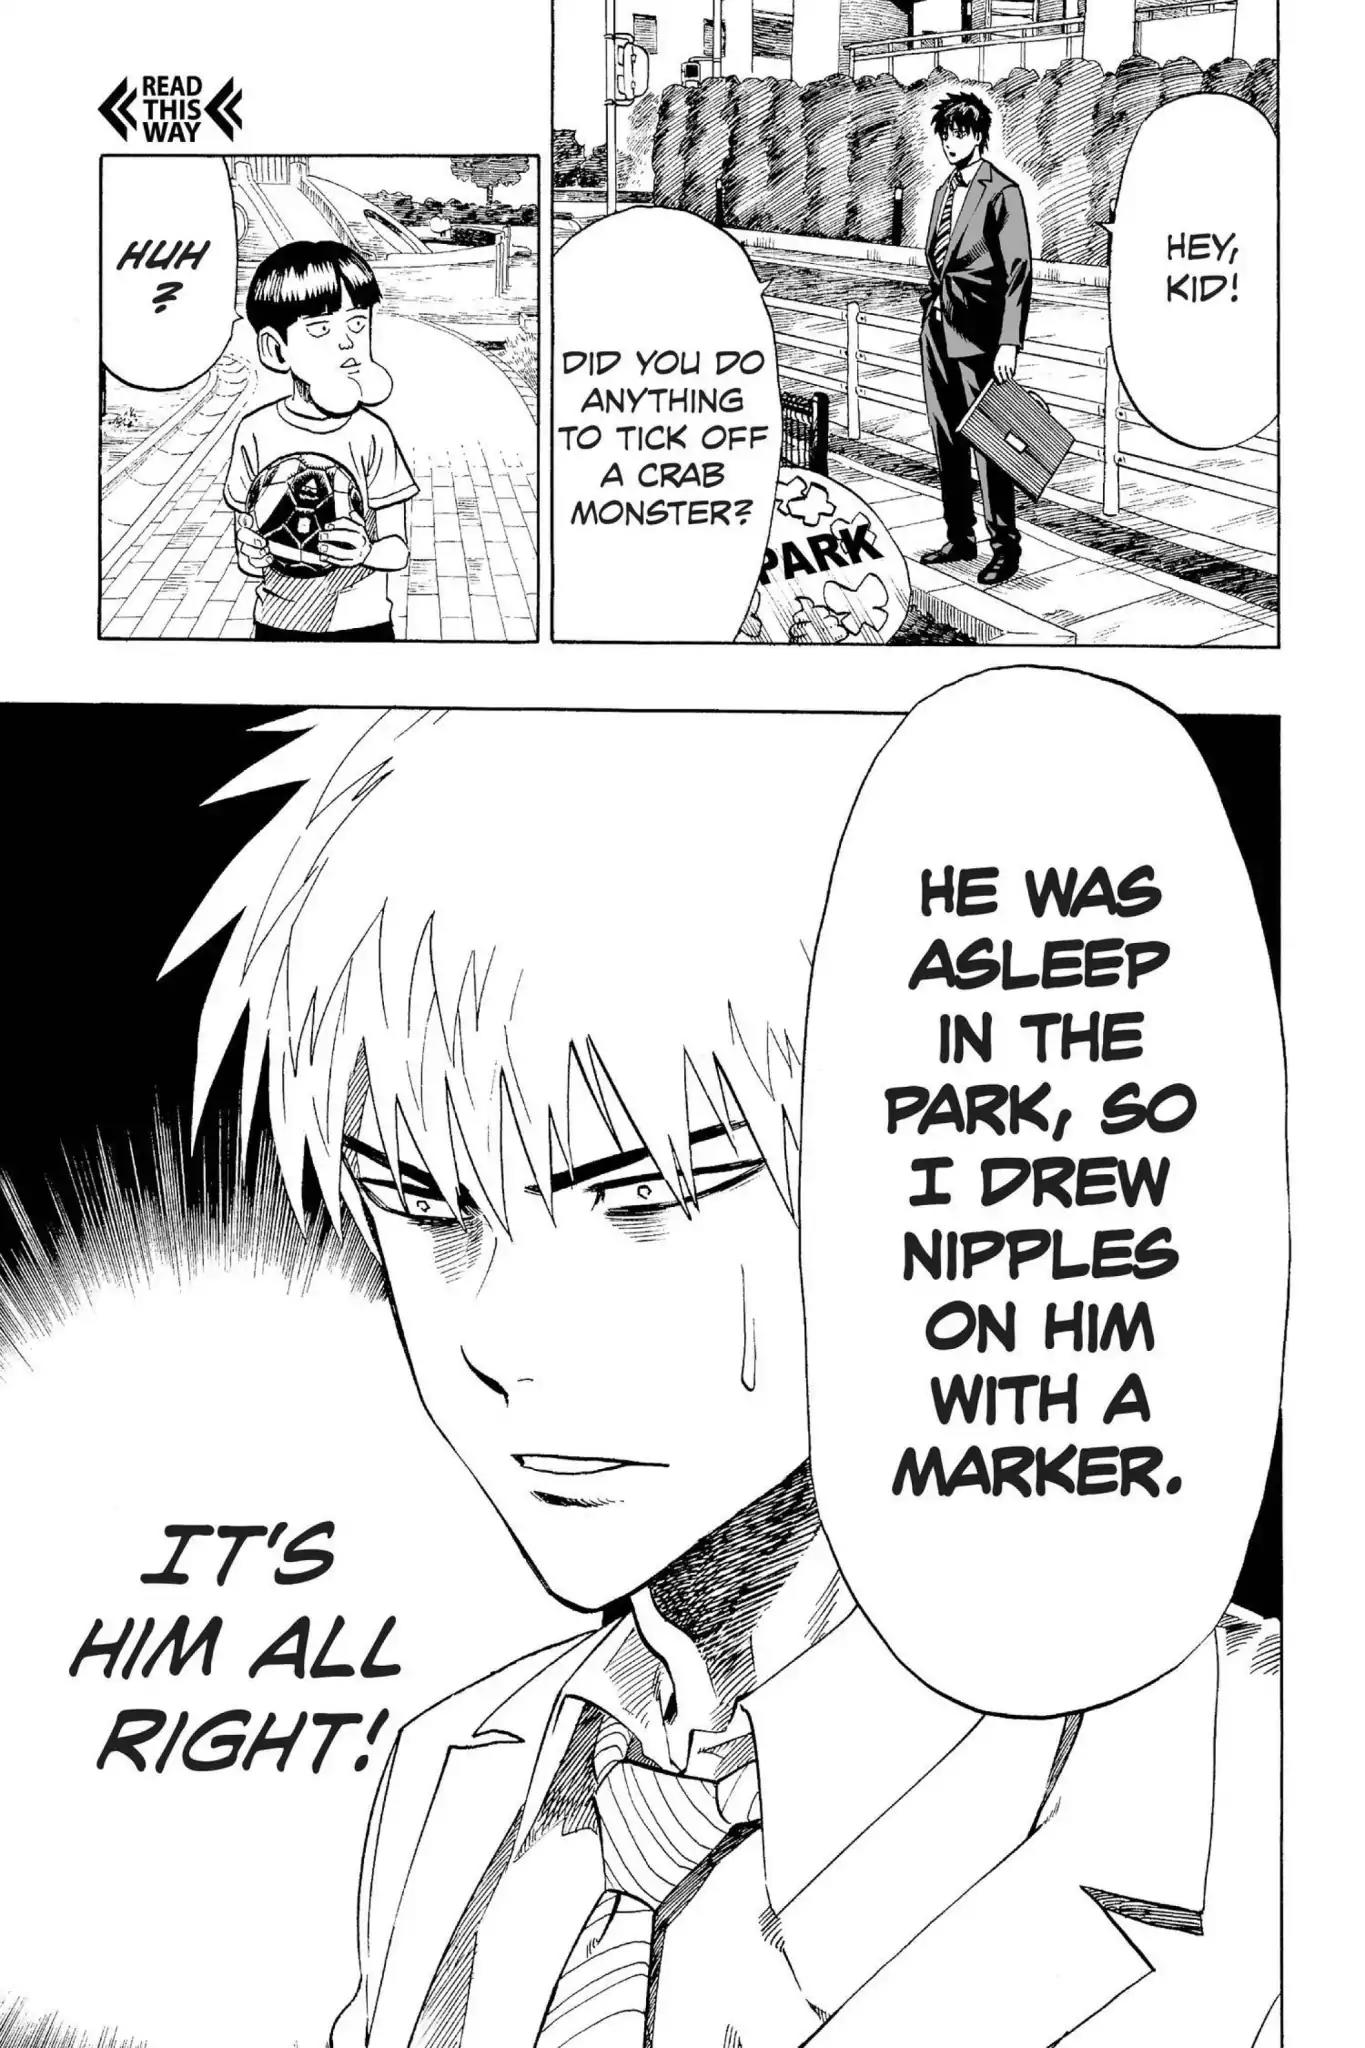 READ
THIS
WAY
HEY,
KID!
DID YOU DO
ANYTHING
TO TICK OFF
A CRAB
MONSTER?
PARK
HUH
?
HE WAS
ASLEEP
IN THE
PARK, SO
I DREW
NIPPLES
ON HIM
WITH A
MARKER.
IT'S
HIM ALL
RIGHT!